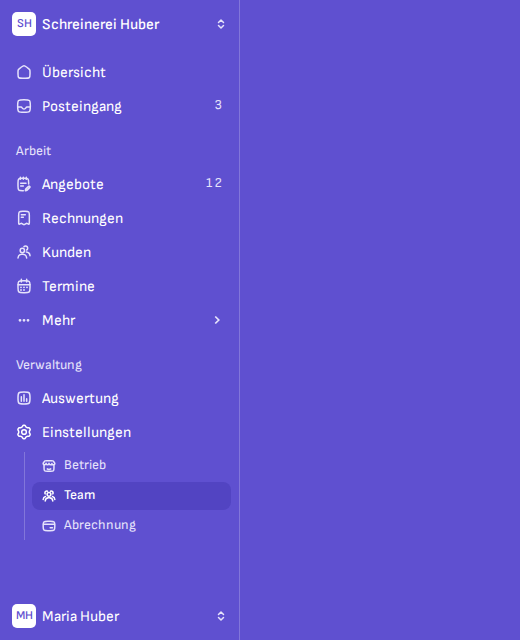 SH Schreinerei Huber
Übersicht
Posteingang 3
Arbeit
Angebote 12
Rechnungen
Kunden
Termine
Mehr
Verwaltung
Auswertung
Einstellungen
Betrieb
Team
Abrechnung
MH Maria Huber